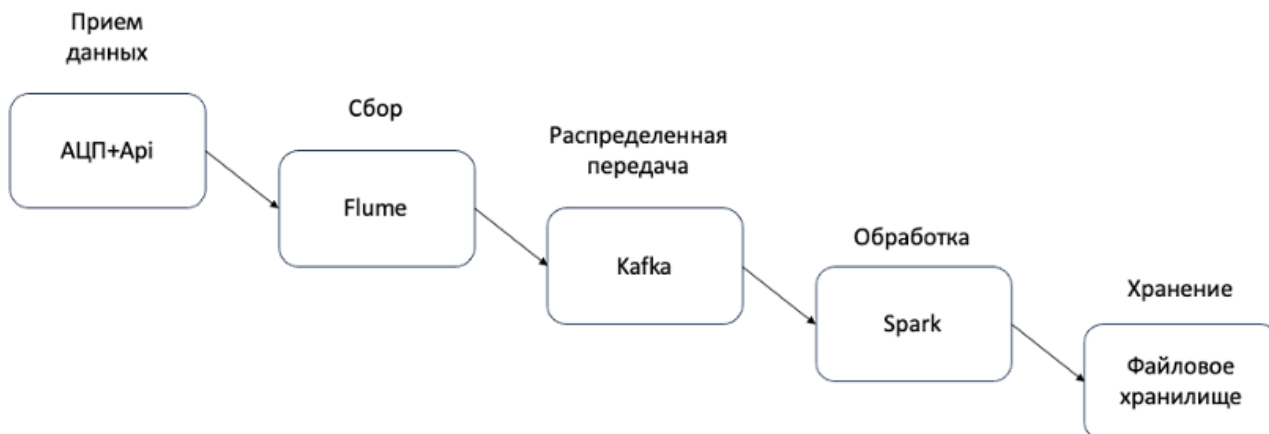 Прием
данных
АЦП+Api
Сбор
Flume
Распределенная
передача
Kafka
Обработка
Spark
Хранение
Файловое
хранилище